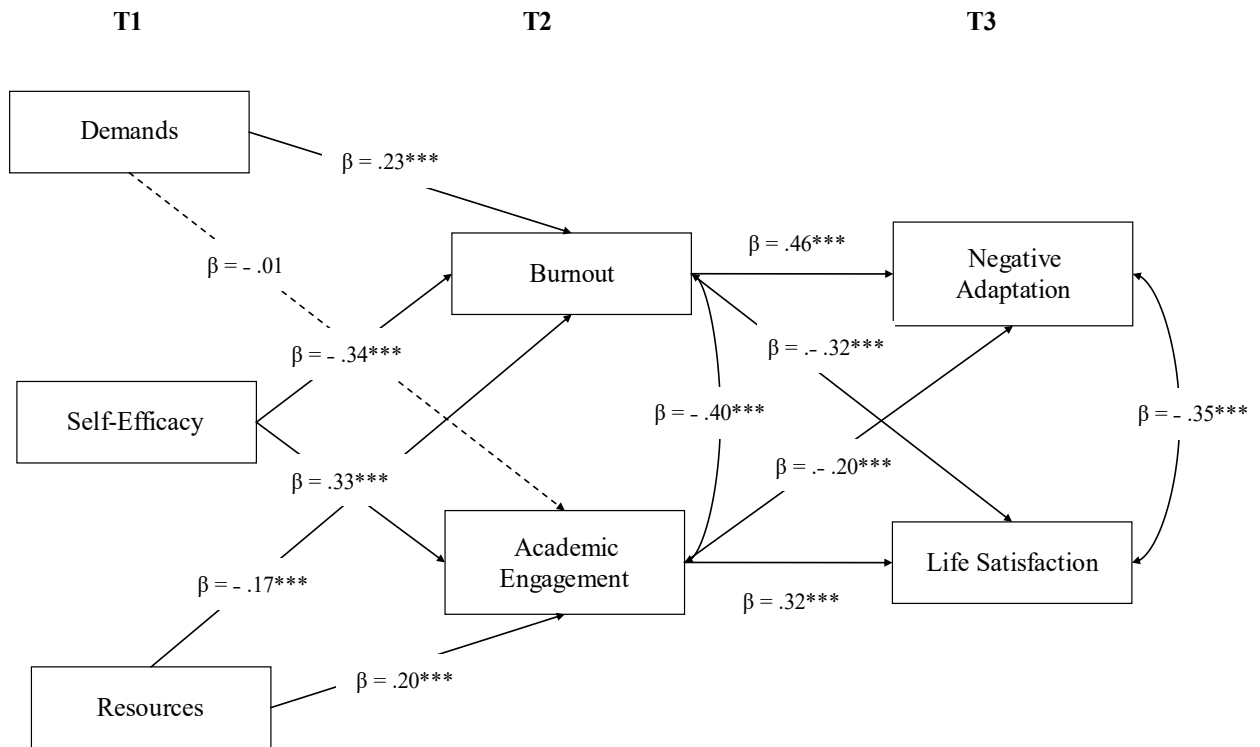 T1
T2
T3
Demands
β = .23***
β = - .01
Burnout
β = .46***
Negative
Adaptation
β = - .34***
β = .- .32***
Self-Efficacy
β = - .40***
β = - .35***
β = .33***
β = .- .20***
Academic
Engagement
Life Satisfaction
β = - .17***
β = .32***
β = .20***
Resources